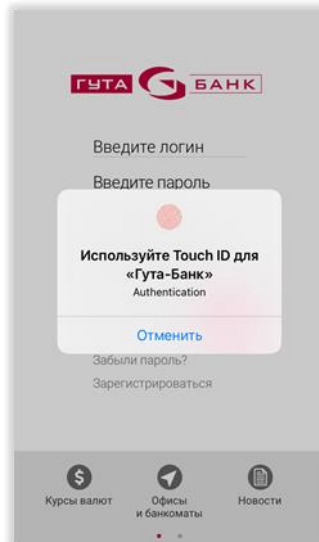 ГУТА БАНК
Введите логин
Введите пароль
Используйте Touch ID для
«Гута-Банк»
Authentication
Отменить
Забыли пароль?
Зарегистрироваться
Курсы валют
Офисы
и банкоматы
Новости